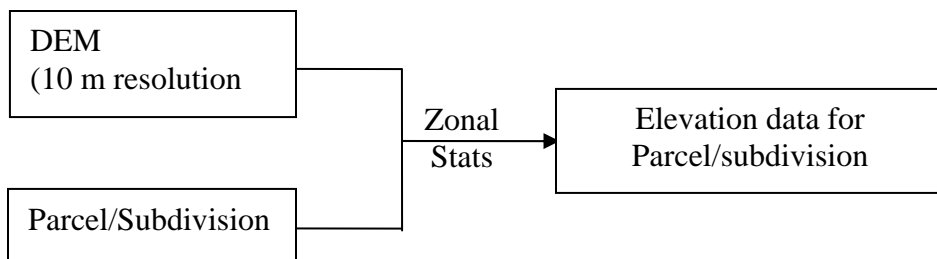 DEM
(10 m resolution
Zonal
Stats
Elevation data for
Parcel/subdivision
Parcel/Subdivision